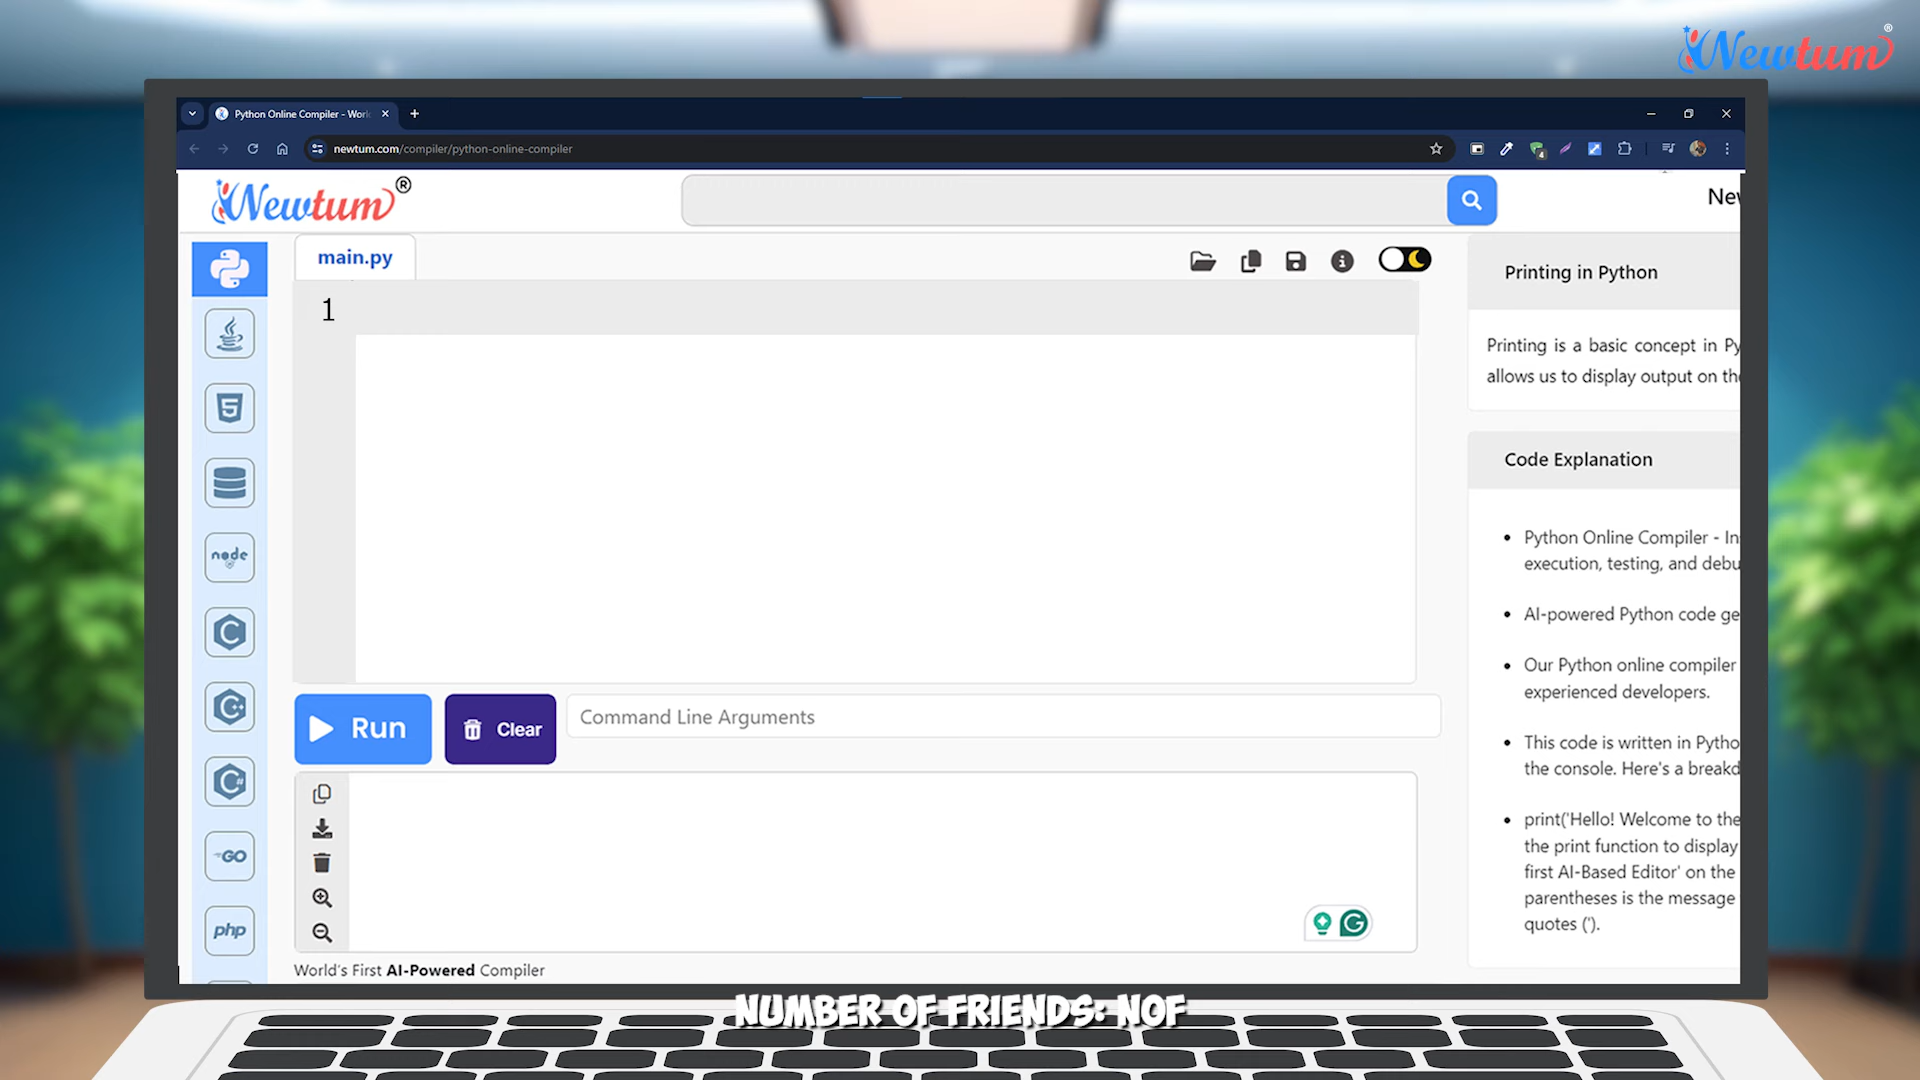 Newtum®
Python Online Compiler - Work
newtum.com/compiler/python-online-compiler
4
Newtum®
main.py
1
node
C
C
C
GO
php
Run
Clear
Command Line Arguments
World's First AI-Powered Compiler
Printing in Python
Printing is a basic concept in Py
allows us to display output on the
Code Explanation
Python Online Compiler - In
execution, testing, and debu
AI-powered Python code ge
Our Python online compiler
experienced developers.
This code is written in Pytho
the console. Here's a breakd
print('Hello! Welcome to the
the print function to display
first AI-Based Editor' on the
parentheses is the message
quotes (').
NUMBER OF FRIENDS: NOF